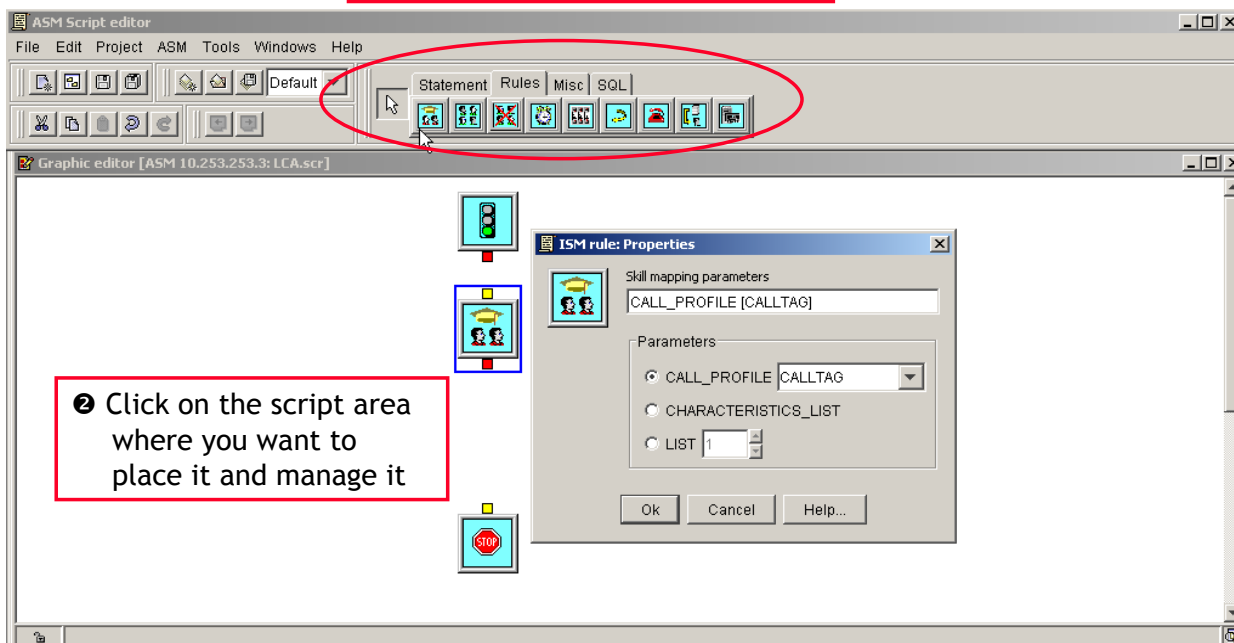 ASM Script editor
File Edit Project ASM Tools Windows Help
Default
Statement Rules Misc SQL
Graphic editor [ASM 10.253.253.3: LCA.scr]
ISM rule: Properties
Skill mapping parameters
CALL_PROFILE [CALLTAG]
Parameters
CALL_PROFILE CALLTAG
CHARACTERISTICS_LIST
LIST 1
Ok Cancel Help...
❷ Click on the script area
where you want to
place it and manage it
STOP